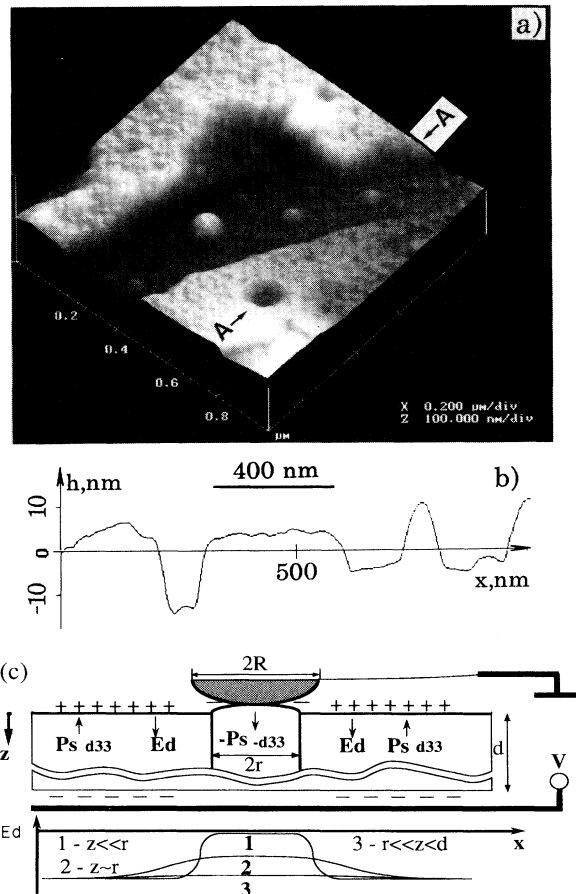 a)
←A
A→
0.2
0.4
0.6
0.8
µm
X 0.200 µm/div
Z 100.000 nm/div
b)
h,nm
400 nm
10
0
-10
500
x,nm
(c)
2R
+ + + + + + +
+ + + + + + +
z
Ps d33
Ed
-Ps -d33
2r
Ed
Ps d33
d
V
Ed
x
1 - z<<r
1
3 - r<<z<d
2 - z~r
2
3